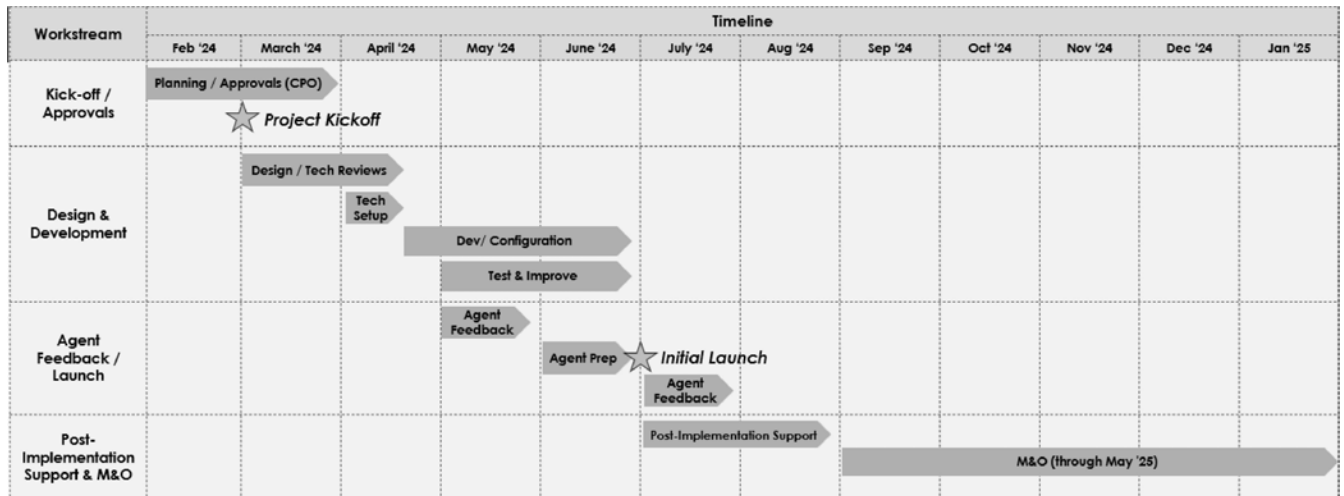 Workstream
Timeline
Feb '24 March '24 April '24 May '24 June '24 July '24 Aug '24 Sep '24 Oct '24 Nov '24 Dec '24 Jan '25
Kick-off /
Approvals
Planning / Approvals (CPO)
Project Kickoff
Design &
Development
Design / Tech Reviews
Tech
Setup
Dev/ Configuration
Test & Improve
Agent
Feedback /
Launch
Agent
Feedback
Agent Prep
Initial Launch
Agent
Feedback
Post-
Implementation
Support & M&O
Post-Implementation Support
M&O (through May '25)